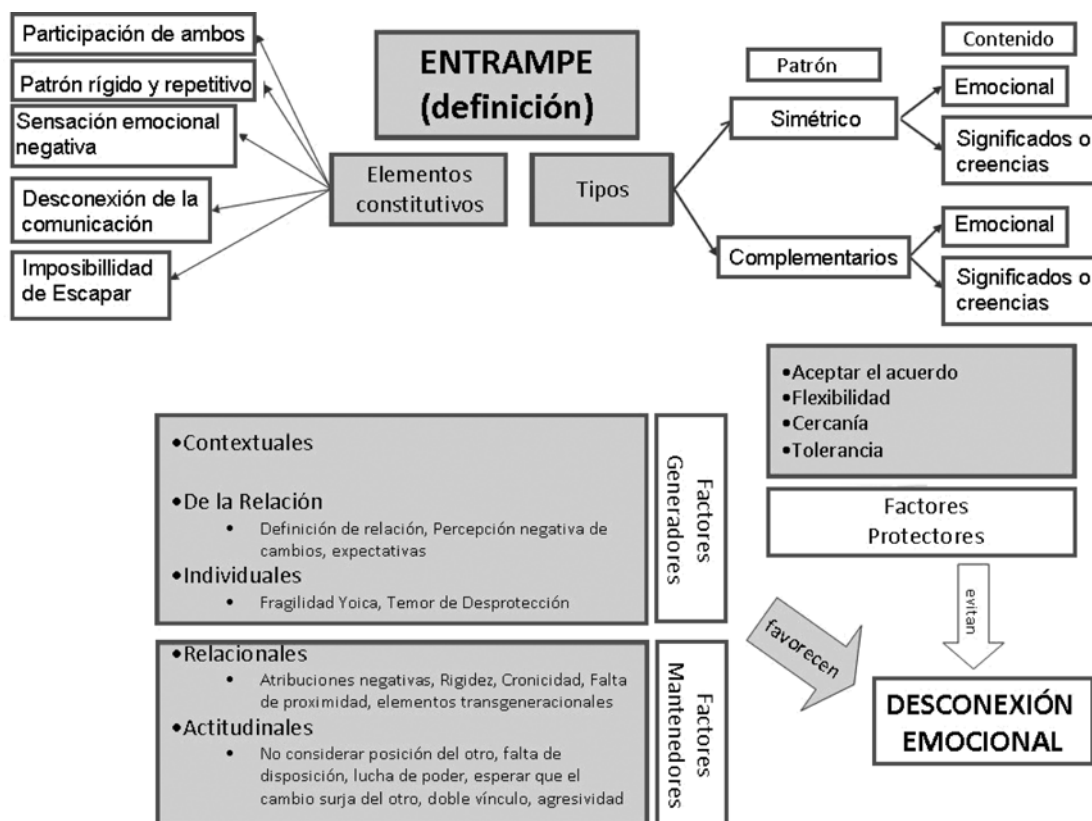 ENTRAMPE
(definición)
Elementos
constitutivos
Participación de ambos
Patrón rígido y repetitivo
Sensación emocional
negativa
Desconexión de la
comunicación
Imposibillidad
de Escapar
Tipos
Patrón
Contenido
Simétrico
Emocional
Significados o
creencias
Complementarios
Emocional
Significados o
creencias
•Aceptar el acuerdo
•Flexibilidad
•Cercanía
•Tolerancia
Factores
Protectores
evitan
•Contextuales
•De la Relación
• Definición de relación, Percepción negativa de
cambios, expectativas
•Individuales
• Fragilidad Yoica, Temor de Desprotección
Factores
Generadores
•Relacionales
• Atribuciones negativas, Rigidez, Cronicidad, Falta
de proximidad, elementos transgeneracionales
•Actitudinales
• No considerar posición del otro, falta de
disposición, lucha de poder, esperar que el
cambio surja del otro, doble vínculo, agresividad
Factores
Mantenedores
favorecen
DESCONEXIÓN
EMOCIONAL